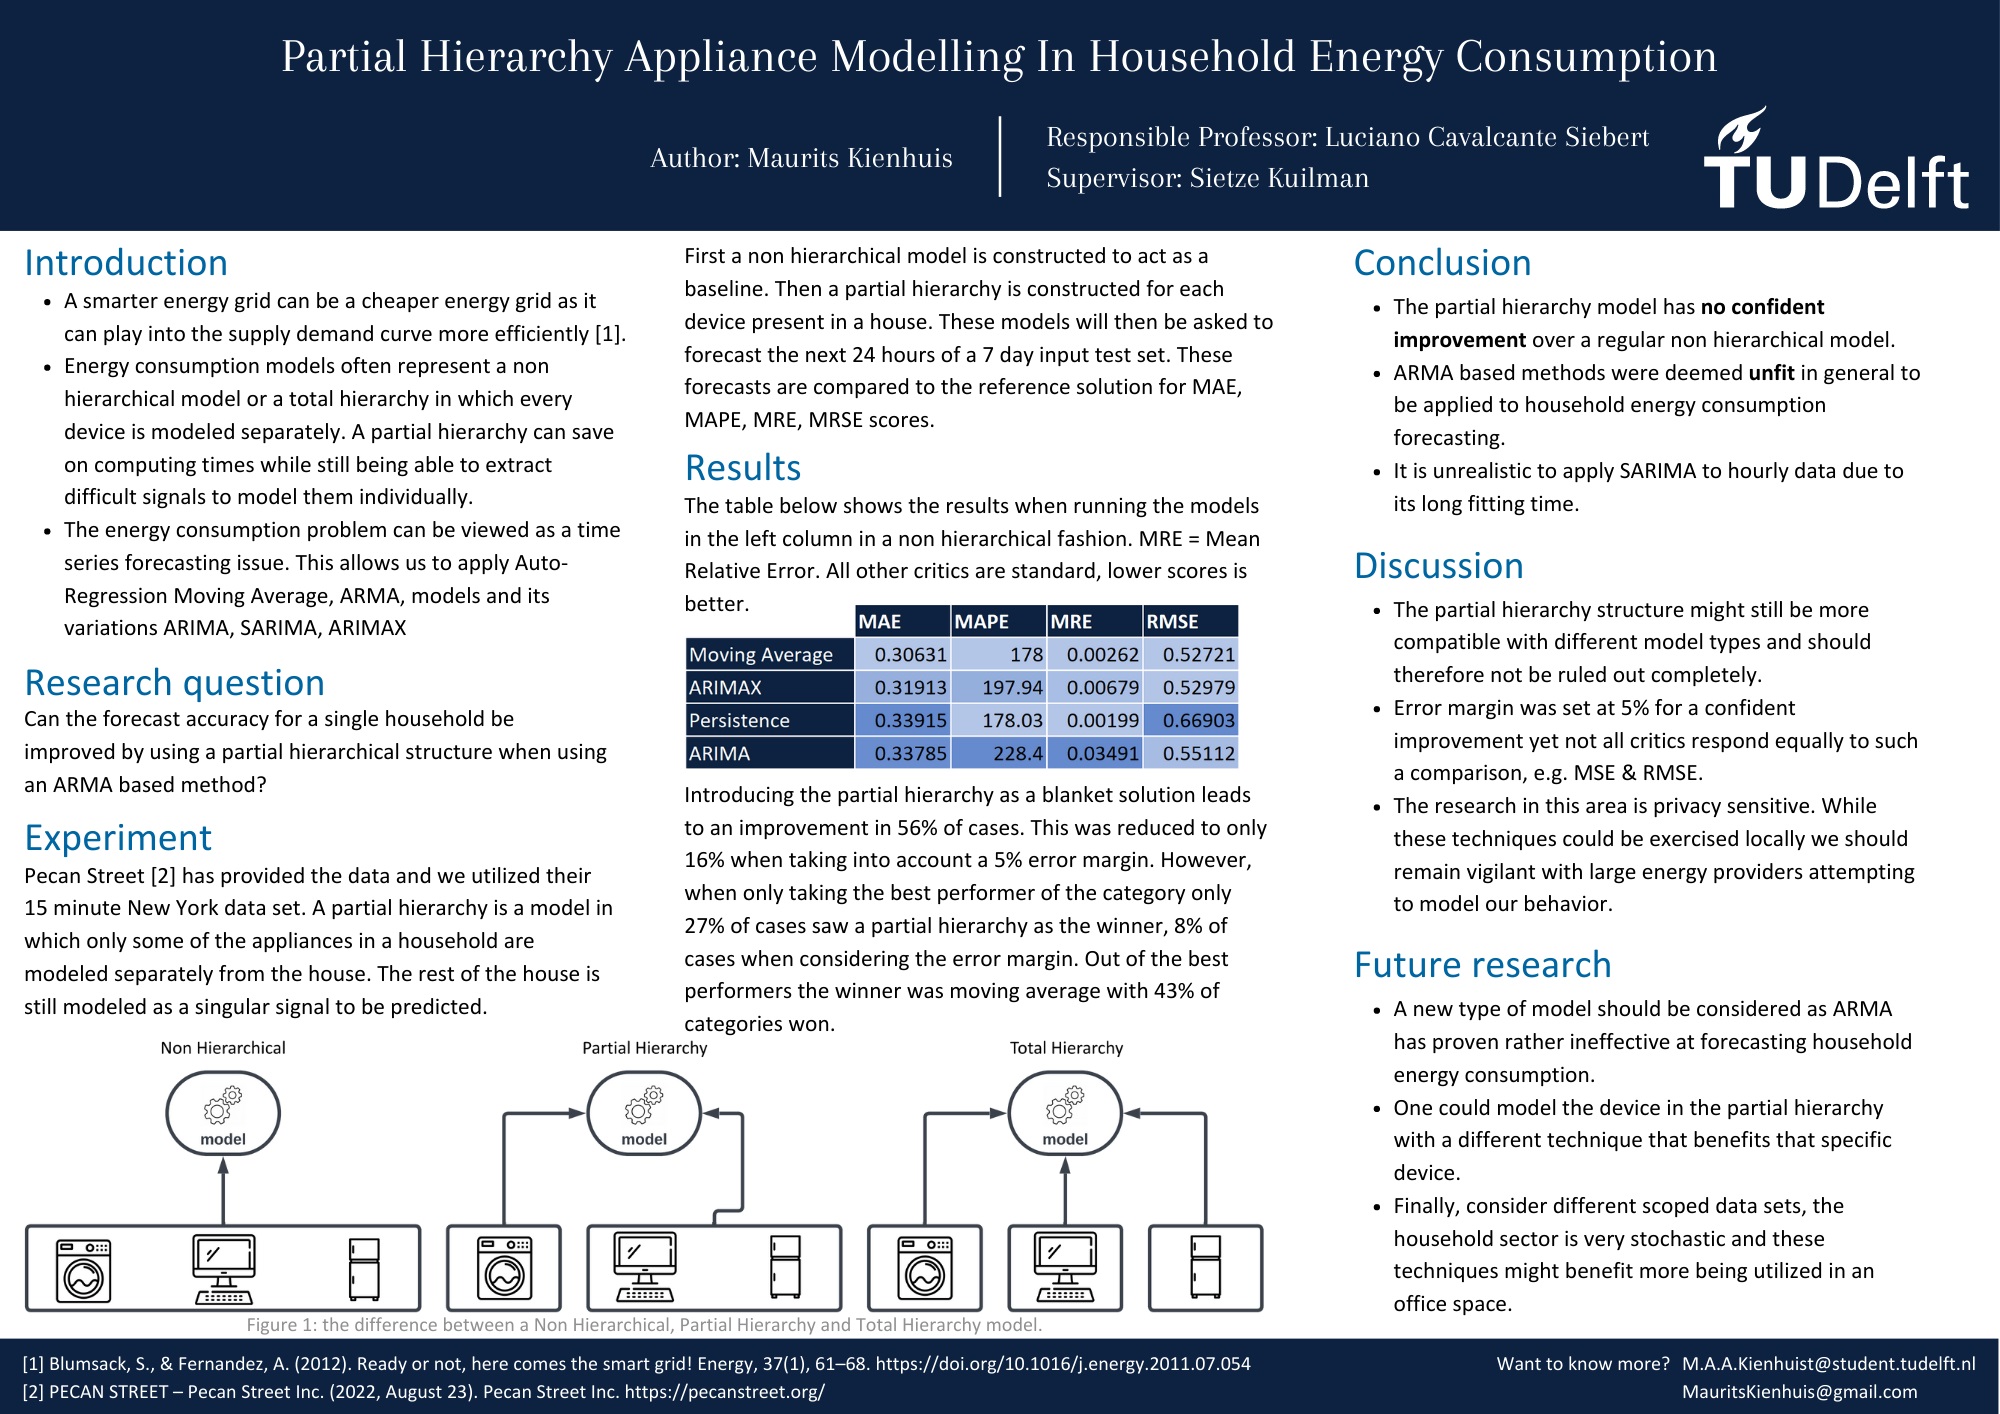 Partial Hierarchy Appliance Modelling In Household Energy Consumption
Author: Maurits Kienhuis
Responsible Professor: Luciano Cavalcante Siebert
Supervisor: Sietze Kuilman
TUDelft
Introduction
• A smarter energy grid can be a cheaper energy grid as it
can play into the supply demand curve more efficiently [1].
• Energy consumption models often represent a non
hierarchical model or a total hierarchy in which every
device is modeled separately. A partial hierarchy can save
on computing times while still being able to extract
difficult signals to model them individually.
• The energy consumption problem can be viewed as a time
series forecasting issue. This allows us to apply Auto-
Regression Moving Average, ARMA, models and its
variations ARIMA, SARIMA, ARIMAX
Research question
Can the forecast accuracy for a single household be
improved by using a partial hierarchical structure when using
an ARMA based method?
Experiment
Pecan Street [2] has provided the data and we utilized their
15 minute New York data set. A partial hierarchy is a model in
which only some of the appliances in a household are
modeled separately from the house. The rest of the house is
still modeled as a singular signal to be predicted.
First a non hierarchical model is constructed to act as a
baseline. Then a partial hierarchy is constructed for each
device present in a house. These models will then be asked to
forecast the next 24 hours of a 7 day input test set. These
forecasts are compared to the reference solution for MAE,
MAPE, MRE, MRSE scores.
Results
The table below shows the results when running the models
in the left column in a non hierarchical fashion. MRE = Mean
Relative Error. All other critics are standard, lower scores is
better.
MAE MAPE MRE RMSE
Moving Average 0.30631 178 0.00262 0.52721
ARIMAX 0.31913 197.94 0.00679 0.52979
Persistence 0.33915 178.03 0.00199 0.66903
ARIMA 0.33785 228.4 0.03491 0.55112
Introducing the partial hierarchy as a blanket solution leads
to an improvement in 56% of cases. This was reduced to only
16% when taking into account a 5% error margin. However,
when only taking the best performer of the category only
27% of cases saw a partial hierarchy as the winner, 8% of
cases when considering the error margin. Out of the best
performers the winner was moving average with 43% of
categories won.
Non Hierarchical
Partial Hierarchy
Total Hierarchy
model
model
model
Figure 1: the difference between a Non Hierarchical, Partial Hierarchy and Total Hierarchy model.
Conclusion
• The partial hierarchy model has no confident
improvement over a regular non hierarchical model.
• ARMA based methods were deemed unfit in general to
be applied to household energy consumption
forecasting.
• It is unrealistic to apply SARIMA to hourly data due to
its long fitting time.
Discussion
• The partial hierarchy structure might still be more
compatible with different model types and should
therefore not be ruled out completely.
• Error margin was set at 5% for a confident
improvement yet not all critics respond equally to such
a comparison, e.g. MSE & RMSE.
• The research in this area is privacy sensitive. While
these techniques could be exercised locally we should
remain vigilant with large energy providers attempting
to model our behavior.
Future research
• A new type of model should be considered as ARMA
has proven rather ineffective at forecasting household
energy consumption.
• One could model the device in the partial hierarchy
with a different technique that benefits that specific
device.
• Finally, consider different scoped data sets, the
household sector is very stochastic and these
techniques might benefit more being utilized in an
office space.
[1] Blumsack, S., & Fernandez, A. (2012). Ready or not, here comes the smart grid! Energy, 37(1), 61–68. https://doi.org/10.1016/j.energy.2011.07.054
[2] PECAN STREET – Pecan Street Inc. (2022, August 23). Pecan Street Inc. https://pecanstreet.org/
Want to know more? M.A.A.Kienhuist@student.tudelft.nl
MauritsKienhuis@gmail.com